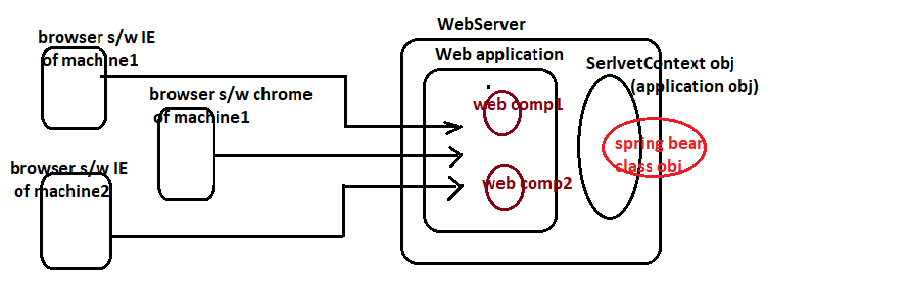 browser s/w IE
of machine1
browser s/w chrome
of machine1
browser s/w IE
of machine2
WebServer
Web application
web comp1
web comp2
SerlvetContext obj
(application obj)
spring bean
class obj